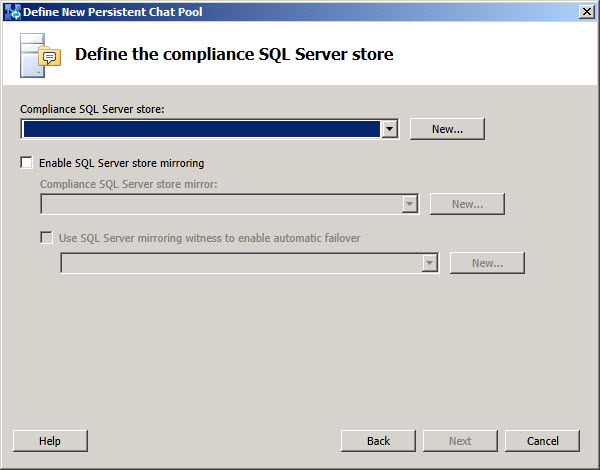 Define New Persistent Chat Pool
Define the compliance SQL Server store
Compliance SQL Server store:
New...
Enable SQL Server store mirroring
Compliance SQL Server store mirror:
New...
Use SQL Server mirroring witness to enable automatic failover
New...
Help
Back
Next
Cancel